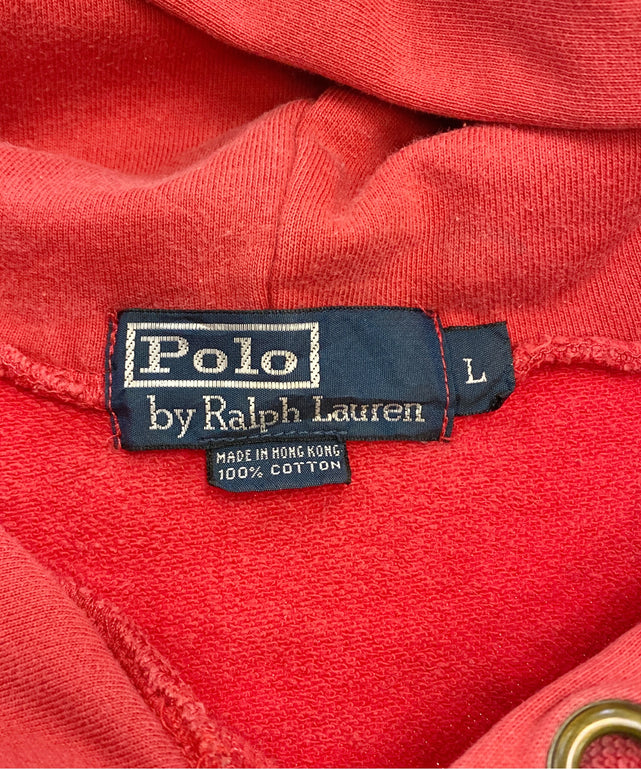 Polo
by Ralph Lauren
L
MADE IN HONG KONG
100% COTTON